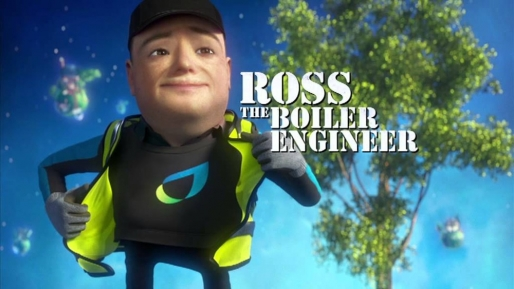 ROSS
THE BOILER
ENGINEER